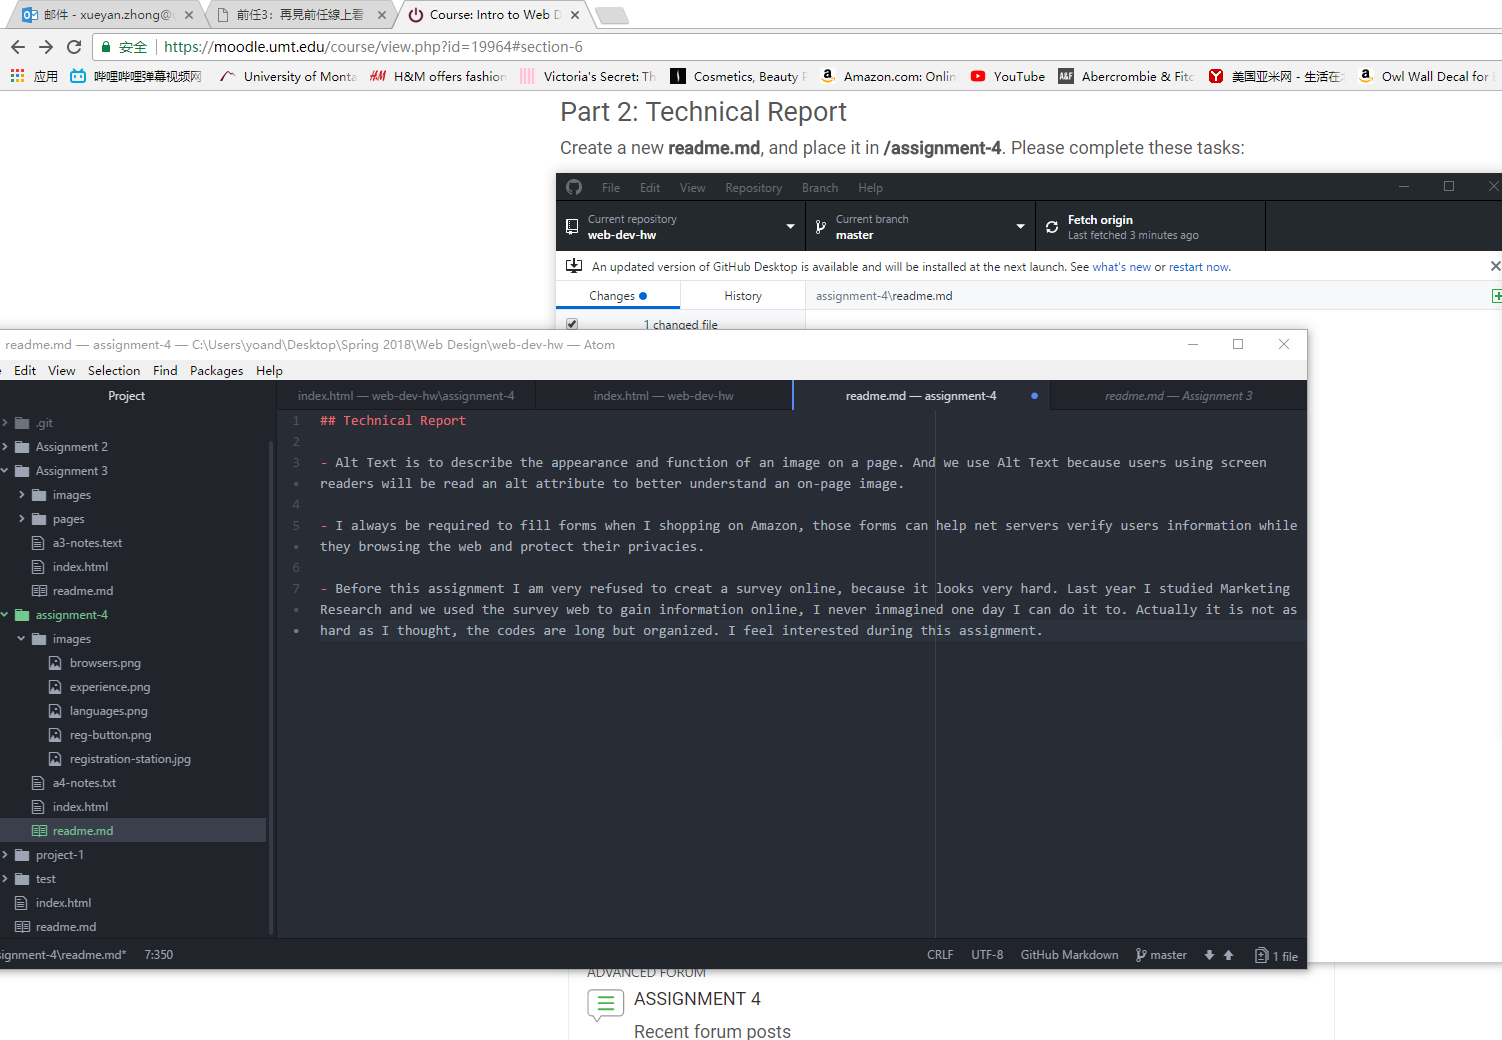 邮件 - xueyan.zhong@
前任3：再見前任線上看
Course: Intro to Web D
安全
https://moodle.umt.edu/course/view.php?id=19964#section-6
应用
哔哩哔哩弹幕视频网
University of Monta
H&M offers fashion
Victoria's Secret: Th
Cosmetics, Beauty
Amazon.com: Onlin
YouTube
Abercrombie & Fitc
美国亚米网 - 生活在
Owl Wall Decal for
Part 2: Technical Report
Create a new readme.md, and place it in /assignment-4. Please complete these tasks:
File Edit View Repository Branch Help
Current repository
web-dev-hw
Current branch
master
Fetch origin
Last fetched 3 minutes ago
An updated version of GitHub Desktop is available and will be installed at the next launch. See what's new or restart now.
Changes
History
assignment-4\readme.md
1 changed file
readme.md — assignment-4 — C:\Users\yoand\Desktop\Spring 2018\Web Design\web-dev-hw — Atom
Edit View Selection Find Packages Help
Project
.git
Assignment 2
Assignment 3
images
pages
a3-notes.text
index.html
readme.md
assignment-4
images
browsers.png
experience.png
languages.png
reg-button.png
registration-station.jpg
a4-notes.txt
index.html
readme.md
project-1
test
index.html
readme.md
index.html — web-dev-hw\assignment-4
index.html — web-dev-hw
readme.md — assignment-4
readme.md — Assignment 3
1 ## Technical Report
2
3 - Alt Text is to describe the appearance and function of an image on a page. And we use Alt Text because users using screen
• readers will be read an alt attribute to better understand an on-page image.
4
5 - I always be required to fill forms when I shopping on Amazon, those forms can help net servers verify users information while
• they browsing the web and protect their privacies.
6
7 - Before this assignment I am very refused to creat a survey online, because it looks very hard. Last year I studied Marketing
• Research and we used the survey web to gain information online, I never inmagined one day I can do it to. Actually it is not as
• hard as I thought, the codes are long but organized. I feel interested during this assignment.
signment-4\readme.md* 7:350
CRLF UTF-8 GitHub Markdown master 1 file
ADVANCED FORUM
ASSIGNMENT 4
Recent forum posts